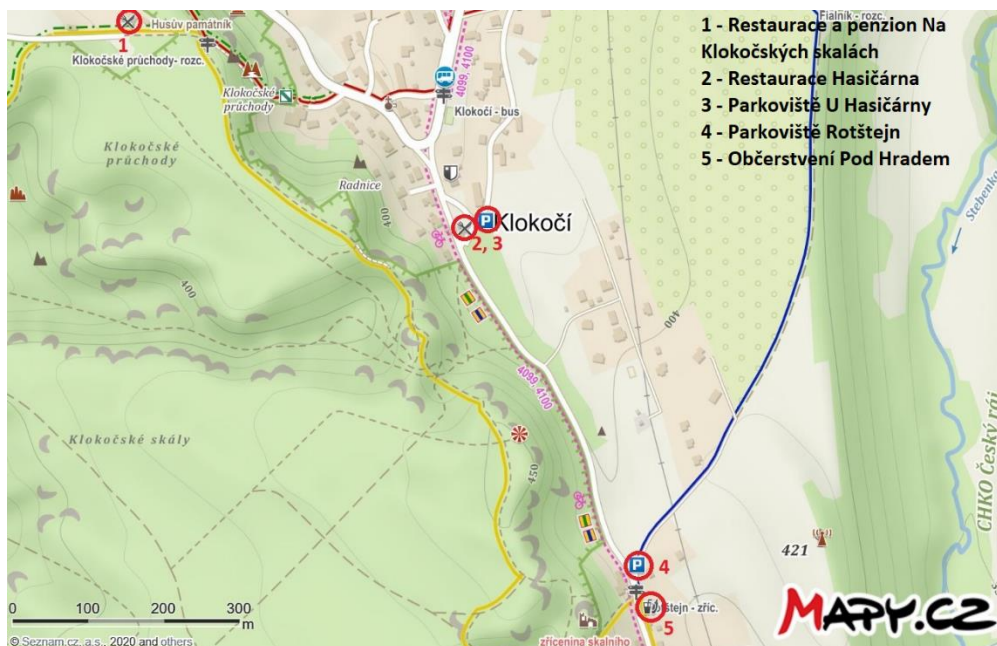 Husův památník
1
Klokočské průchody- rozc.
Klokočské
průchody
Klokočské
průchody
Radnice
400
400
4099, 4100
Klokočí - bus
Klokočí
2, 3
Fialník - rozc.
1 - Restaurace a penzion Na
Klokočských skalách
2 - Restaurace Hasičárna
3 - Parkoviště U Hasičárny
4 - Parkoviště Rotštejn
5 - Občerstvení Pod Hradem
Stebenka
400
4099, 4100
Klokočské skály
450
CHKO Český ráj
421
4
5
zřícenina skalního
0 100 200 300
m
MAPY.CZ
© Seznam.cz, a.s., 2020 and others